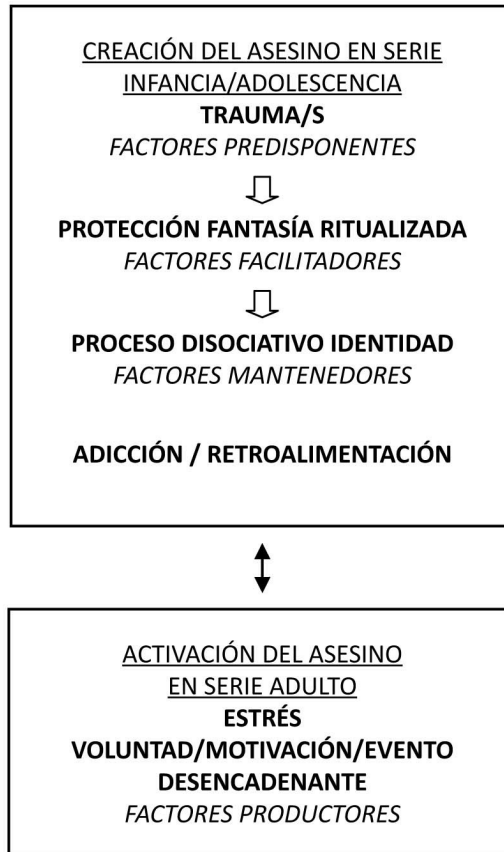 CREACIÓN DEL ASESINO EN SERIE
INFANCIA/ADOLESCENCIA
TRAUMA/S
FACTORES PREDISPONENTES
PROTECCIÓN FANTASÍA RITUALIZADA
FACTORES FACILITADORES
PROCESO DISOCIATIVO IDENTIDAD
FACTORES MANTENEDORES
ADICCIÓN / RETROALIMENTACIÓN
ACTIVACIÓN DEL ASESINO
EN SERIE ADULTO
ESTRÉS
VOLUNTAD/MOTIVACIÓN/EVENTO
DESENCADENANTE
FACTORES PRODUCTORES